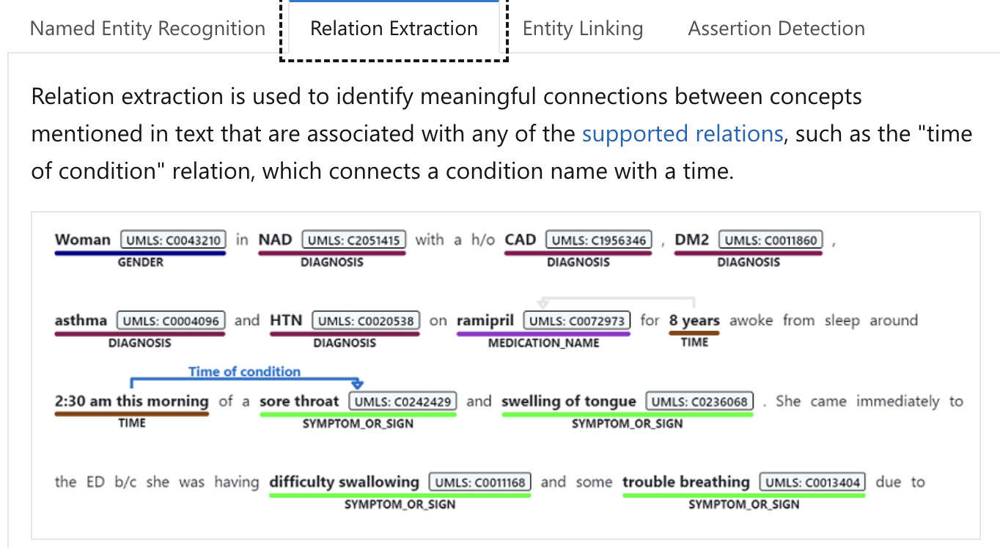 Named Entity Recognition Relation Extraction Entity Linking Assertion Detection
Relation extraction is used to identify meaningful connections between concepts
mentioned in text that are associated with any of the supported relations, such as the "time
of condition" relation, which connects a condition name with a time.
Woman UMLS: C0043210 in NAD UMLS: C2051415 with a h/o CAD UMLS: C1956346 , DM2 UMLS: C0011860 ,
GENDER DIAGNOSIS DIAGNOSIS DIAGNOSIS
asthma UMLS: C0004096 and HTN UMLS: C0020538 on ramipril UMLS: C0072973 for 8 years awoke from sleep around
DIAGNOSIS DIAGNOSIS MEDICATION_NAME TIME
Time of condition
2:30 am this morning of a sore throat UMLS: C0242429 and swelling of tongue UMLS: C0236068 . She came immediately to
TIME SYMPTOM_OR_SIGN SYMPTOM_OR_SIGN
the ED b/c she was having difficulty swallowing UMLS: C0011168 and some trouble breathing UMLS: C0013404 due to
SYMPTOM_OR_SIGN SYMPTOM_OR_SIGN